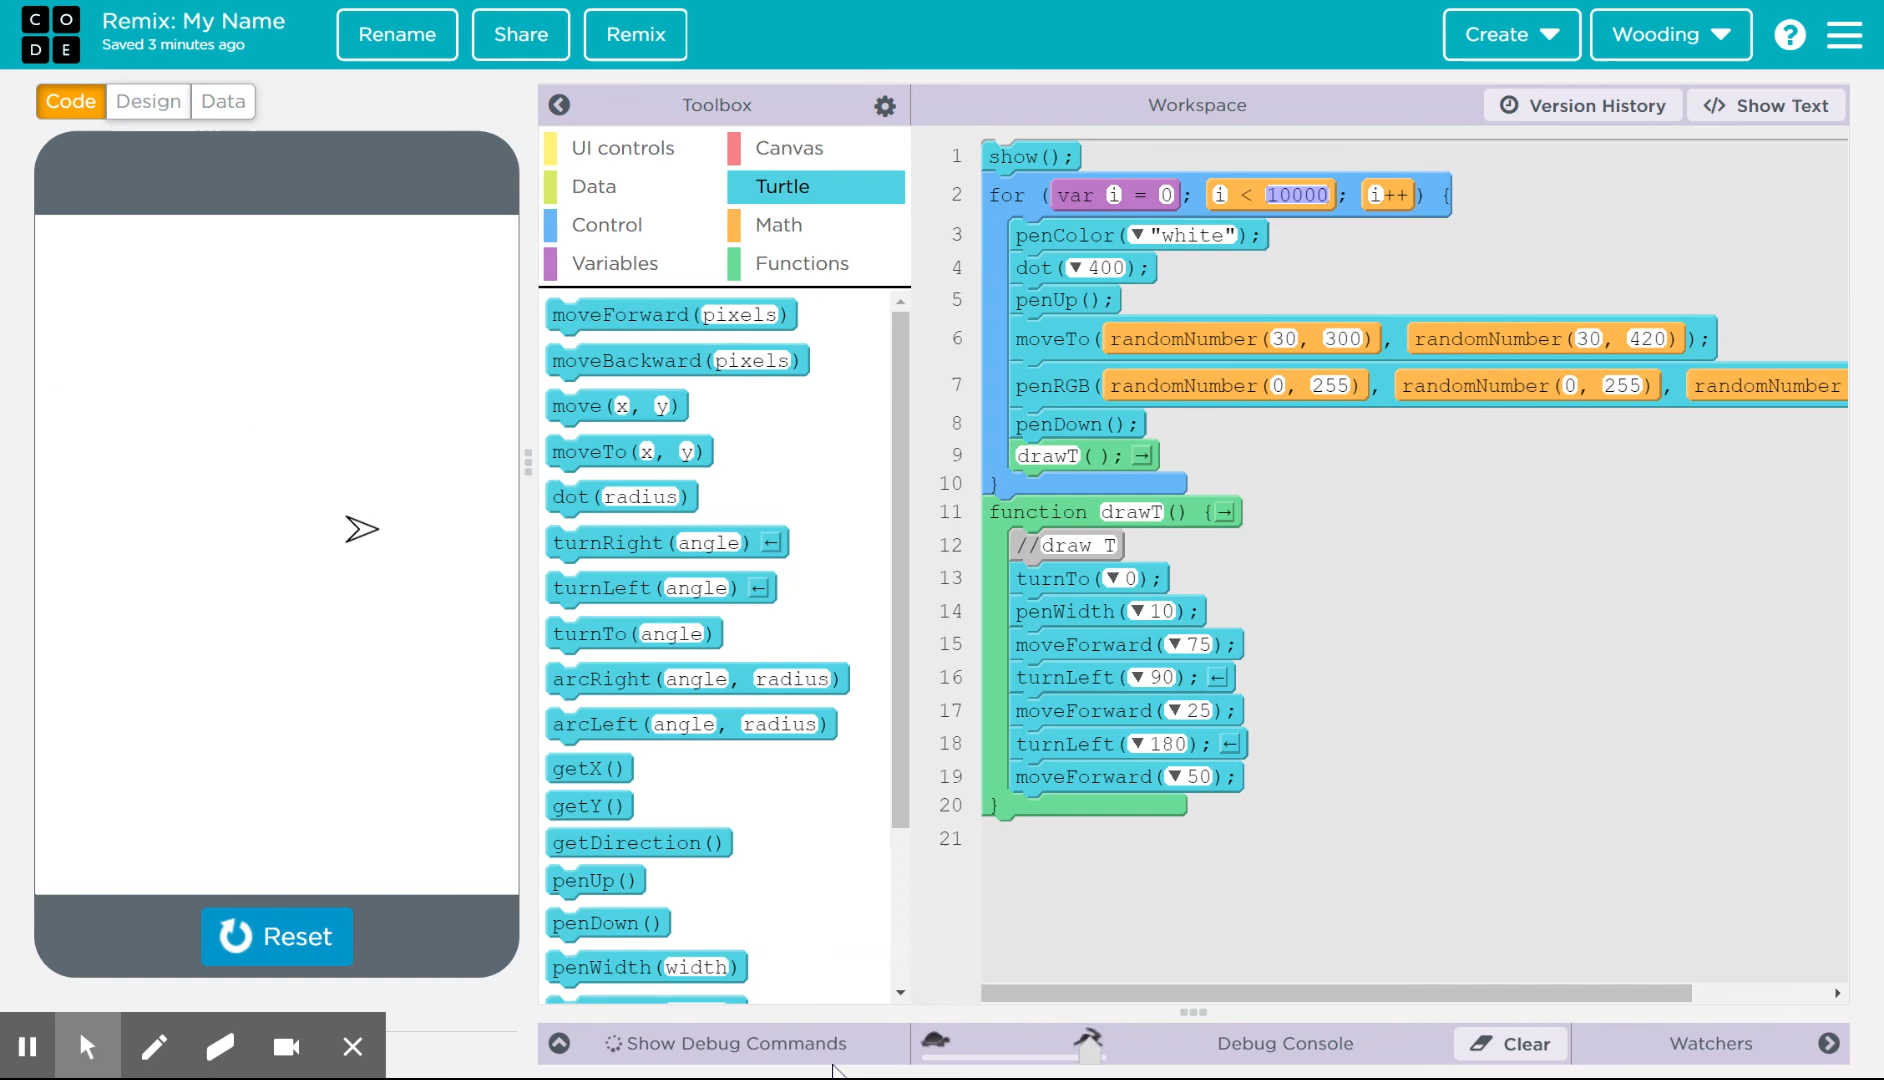 C O
D E
Remix: My Name
Saved 3 minutes ago
Rename
Share
Remix
Create
Wooding
?
Code
Design
Data
Reset
Toolbox
UI controls
Canvas
Data
Turtle
Control
Math
Variables
Functions
moveForward(pixels)
moveBackward(pixels)
move(x, y)
moveTo(x, y)
dot(radius)
turnRight(angle) ←
turnLeft(angle) ←
turnTo(angle)
arcRight(angle, radius)
arcLeft(angle, radius)
getX()
getY()
getDirection()
penUp()
penDown()
penWidth(width)
Workspace
Version History
</> Show Text
1 show();
2 for (var i = 0; i < 10000; i++) {
3 penColor(▼"white");
4 dot(▼400);
5 penUp();
6 moveTo(randomNumber(30, 300), randomNumber(30, 420));
7 penRGB(randomNumber(0, 255), randomNumber(0, 255), randomNumber
8 penDown();
9 drawT(); →
10 }
11 function drawT() { →
12 //draw T
13 turnTo(▼0);
14 penWidth(▼10);
15 moveForward(▼75);
16 turnLeft(▼90); ←
17 moveForward(▼25);
18 turnLeft(▼180); ←
19 moveForward(▼50);
20 }
21
Show Debug Commands
Debug Console
Clear
Watchers